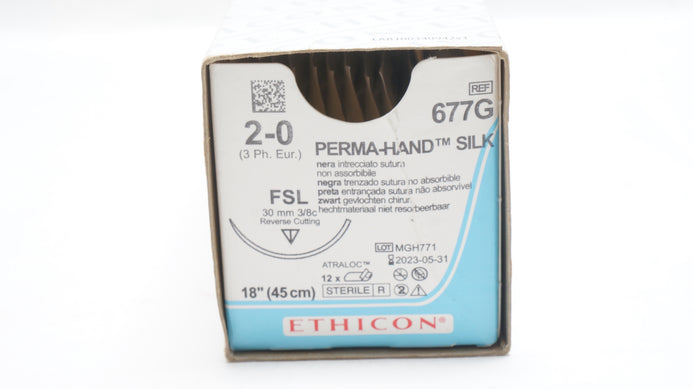 REF
677G
2-0
(3 Ph. Eur.)
PERMA-HAND™ SILK
nera intrecciato sutura
non assorbibile
negra trenzado sutura no absorbible
preta entrançada sutura não absorvível
zwart gevlochten chirur.
hechtmateriaal niet resorbeerbaar
FSL
30 mm 3/8c
Reverse Cutting
LOT MGH771
2023-05-31
ATRALOC™
12 x
STERILE R
2
18" (45 cm)
ETHICON®